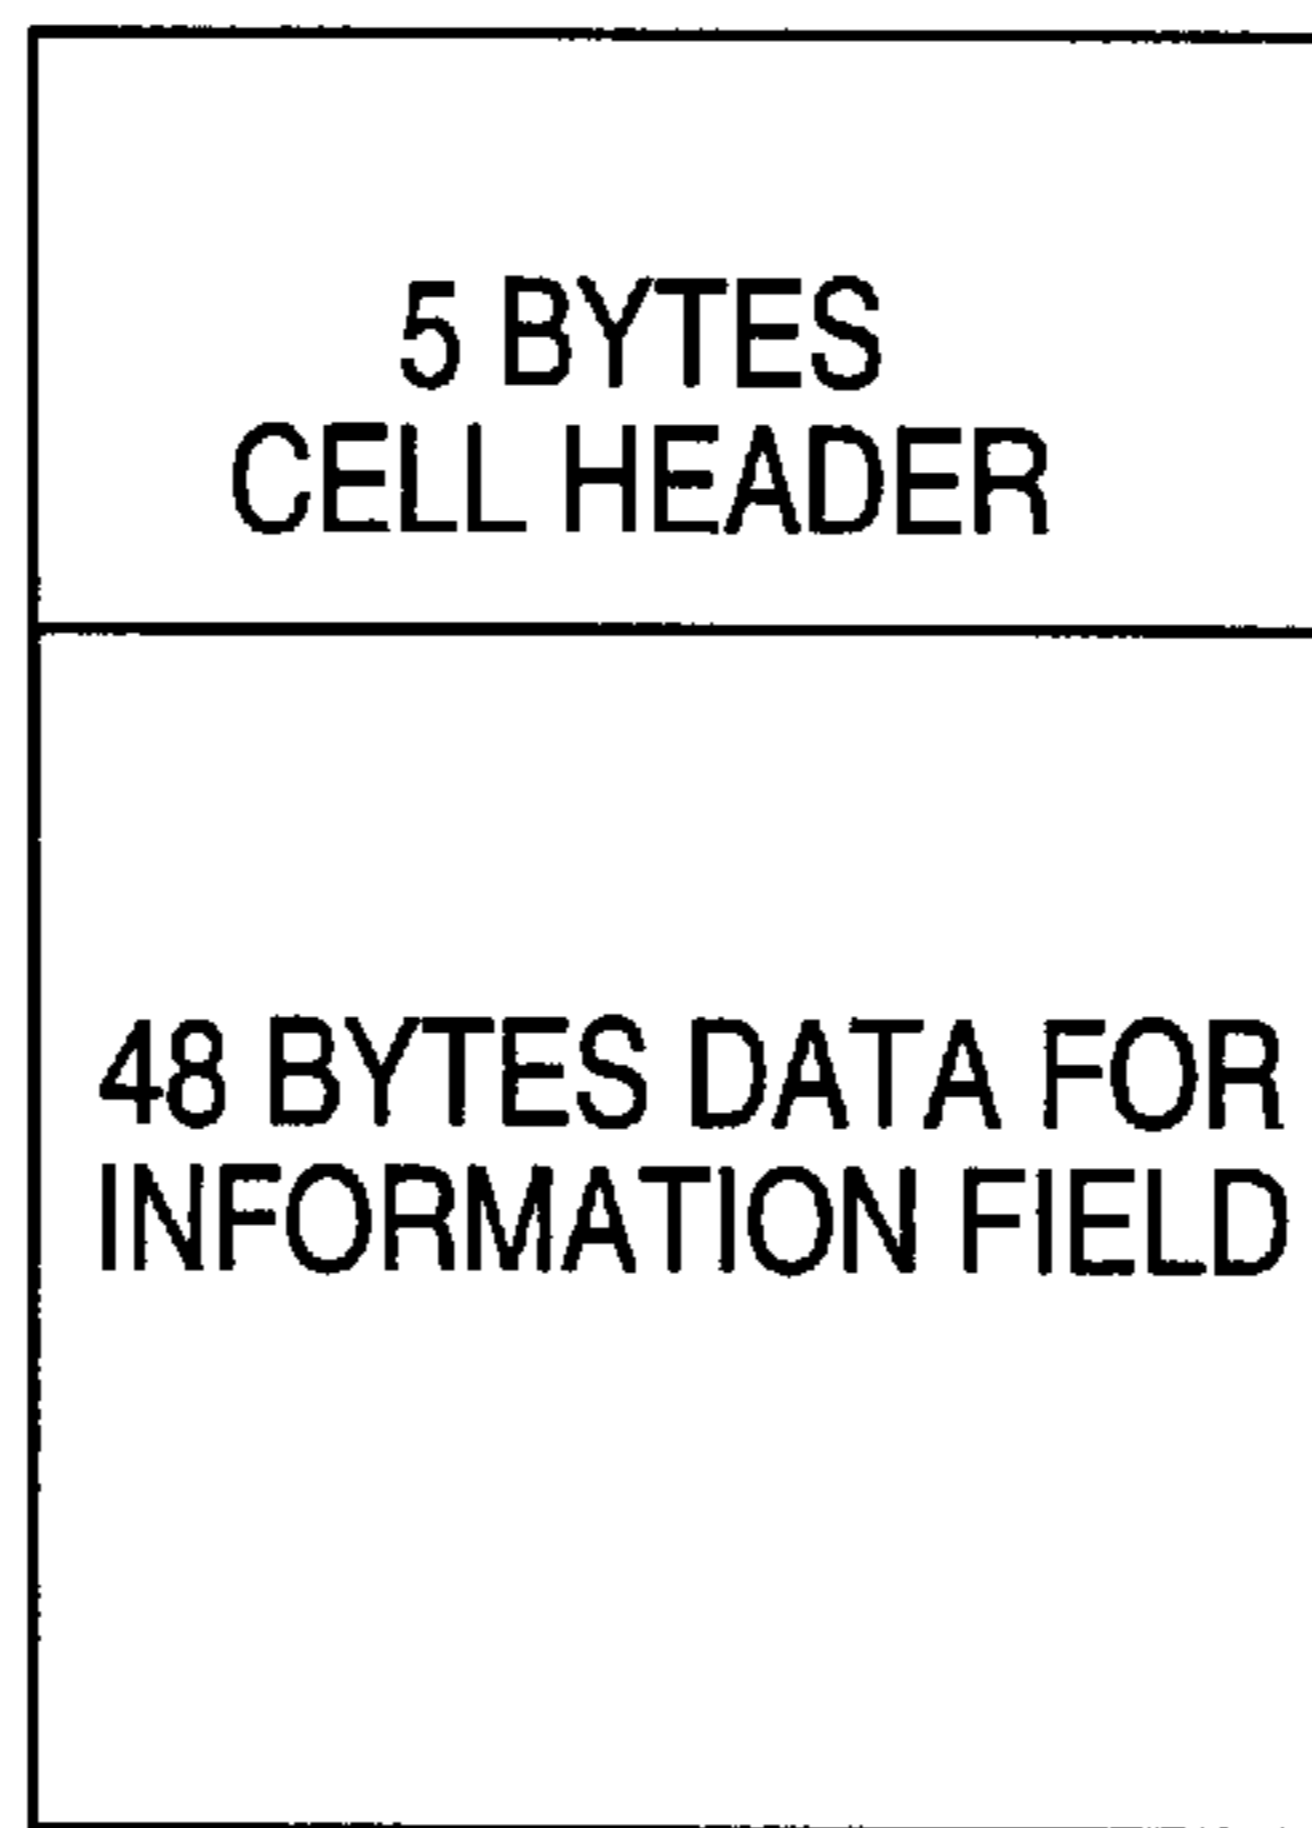 5 BYTES
CELL HEADER
48 BYTES DATA FOR
INFORMATION FIELD